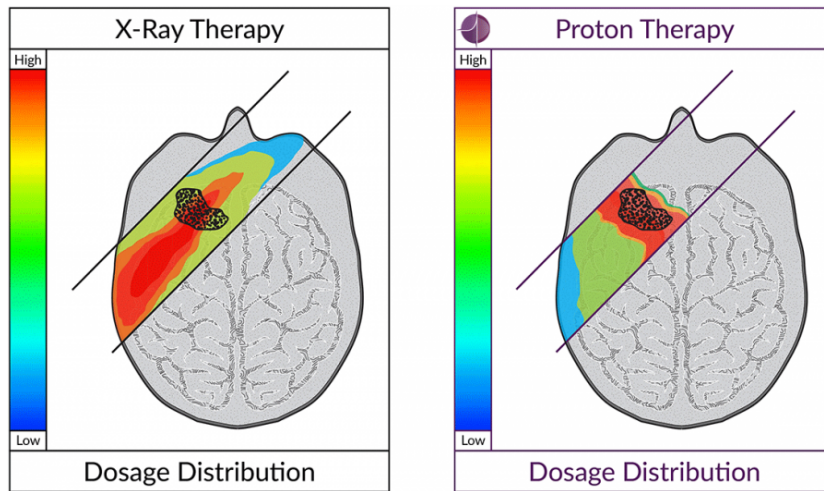 X-Ray Therapy
High
Low
Dosage Distribution
Proton Therapy
High
Low
Dosage Distribution